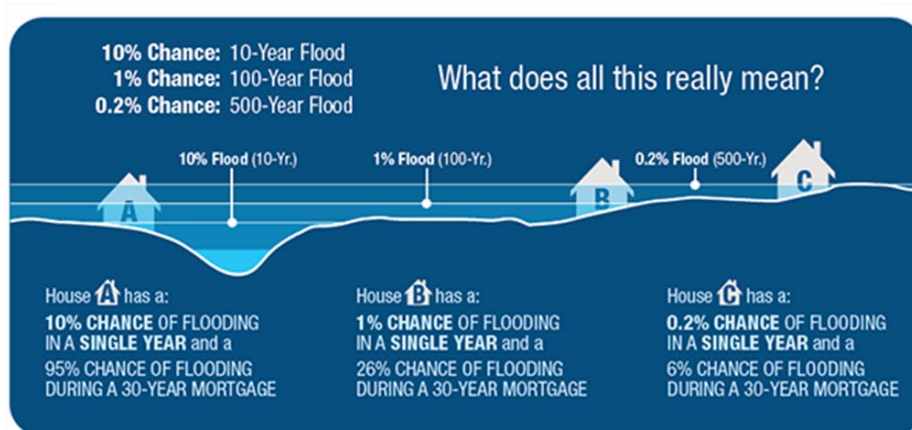 10% Chance: 10-Year Flood
1% Chance: 100-Year Flood
0.2% Chance: 500-Year Flood
What does all this really mean?
10% Flood (10-Yr.)
1% Flood (100-Yr.)
0.2% Flood (500-Yr.)
A
B
C
House A has a:
10% CHANCE OF FLOODING
IN A SINGLE YEAR and a
95% CHANCE OF FLOODING
DURING A 30-YEAR MORTGAGE
House B has a:
1% CHANCE OF FLOODING
IN A SINGLE YEAR and a
26% CHANCE OF FLOODING
DURING A 30-YEAR MORTGAGE
House C has a:
0.2% CHANCE OF FLOODING
IN A SINGLE YEAR and a
6% CHANCE OF FLOODING
DURING A 30-YEAR MORTGAGE